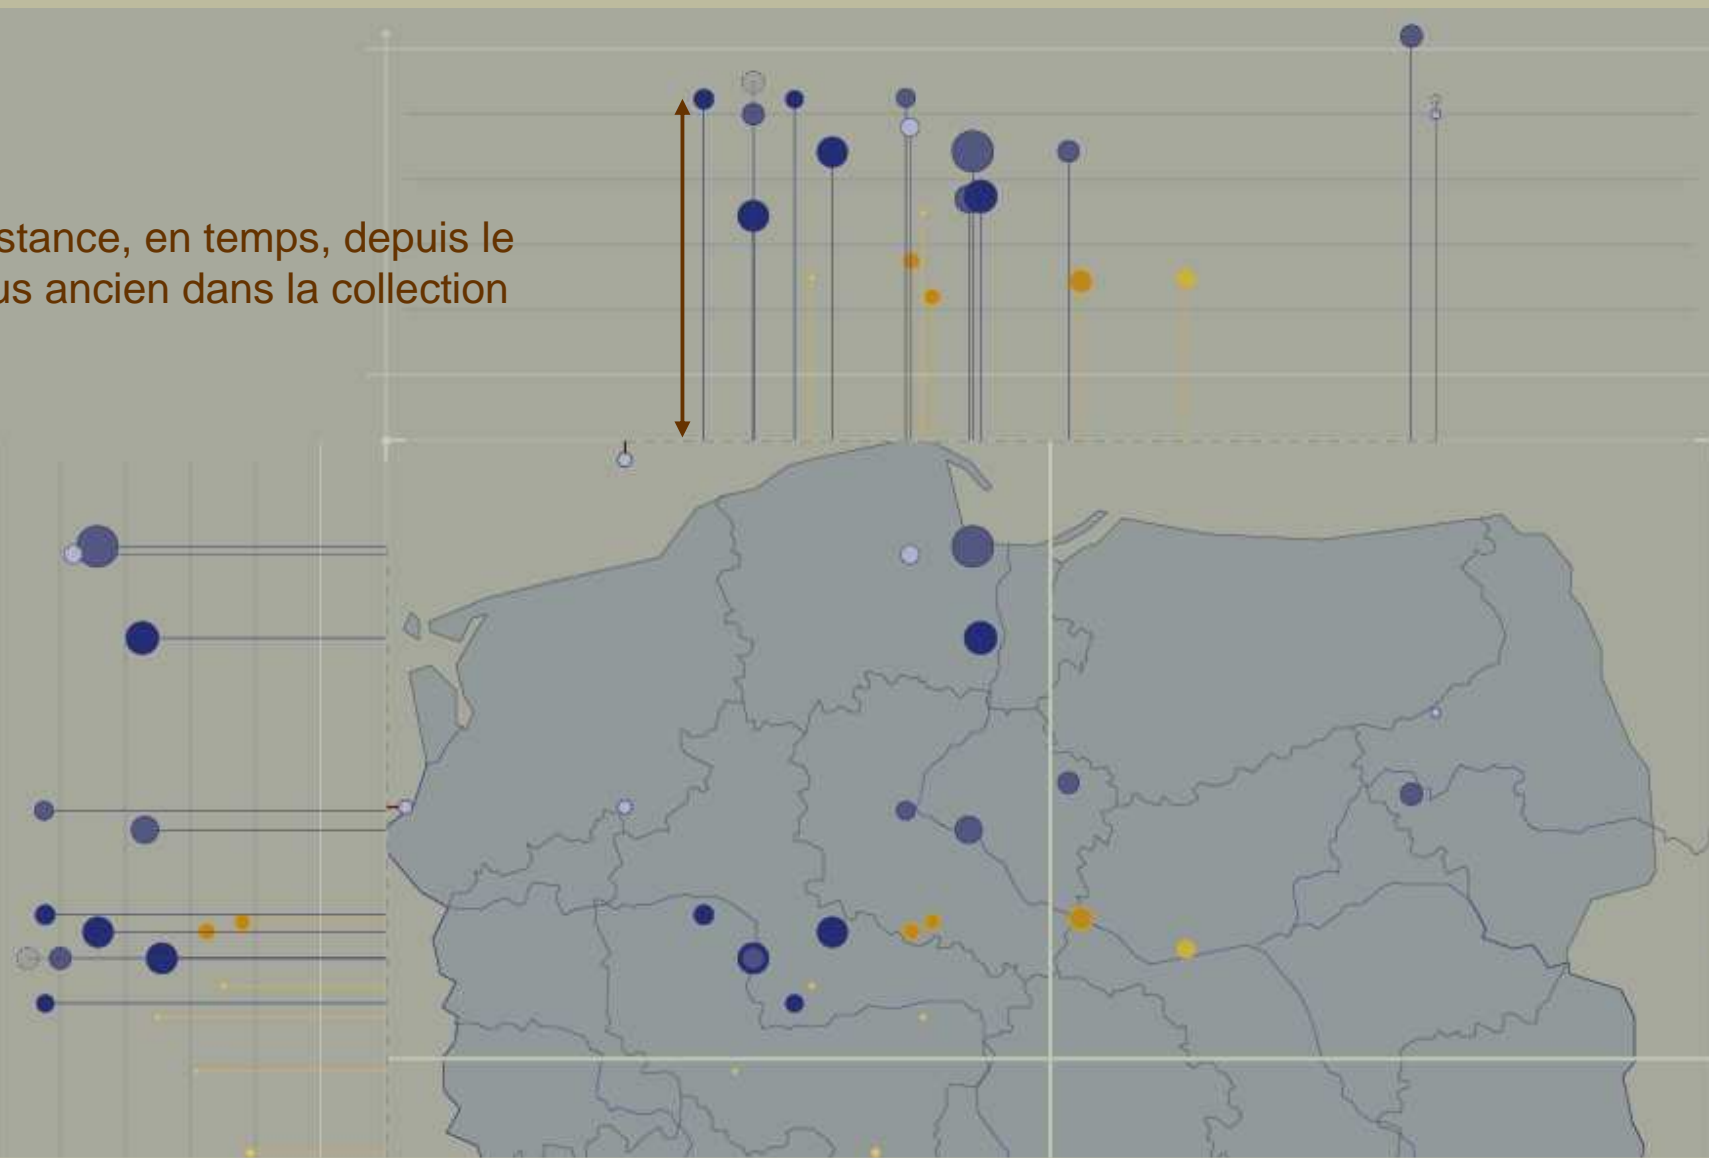 stance, en temps, depuis le
us ancien dans la collection